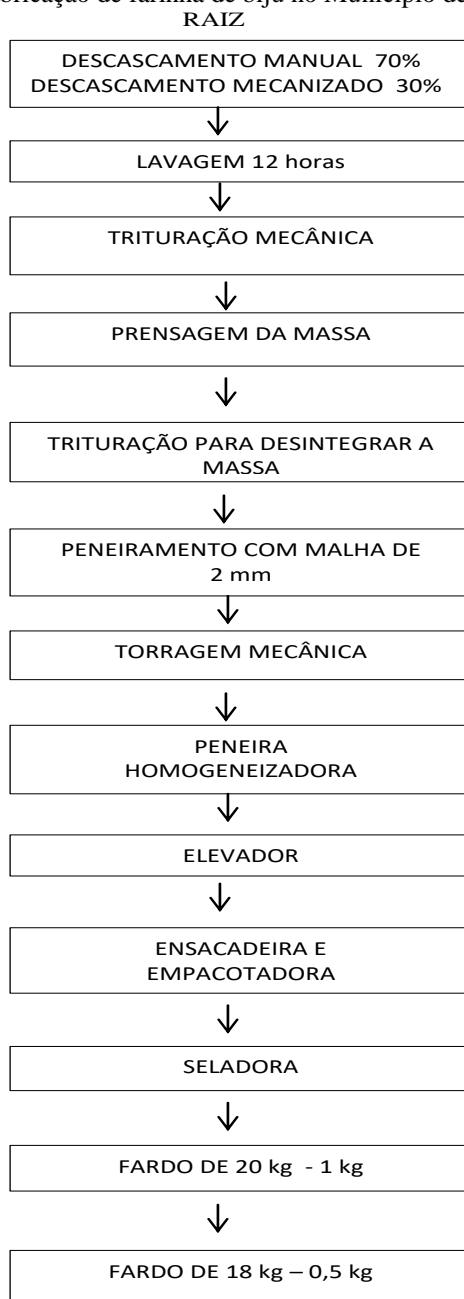 farinha de biju no Município de
RAIZ
DESCASCAMENTO MANUAL 70%
DESCASCAMENTO MECANIZADO 30%
LAVAGEM 12 horas
TRITURAÇÃO MECÂNICA
PRENSAGEM DA MASSA
TRITURAÇÃO PARA DESINTEGRAR A
MASSA
PENEIRAMENTO COM MALHA DE
2 mm
TORRAGEM MECÂNICA
PENEIRA
HOMOGENEIZADORA
ELEVADOR
ENSACADEIRA E
EMPACOTADORA
SELADORA
FARDO DE 20 kg - 1 kg
FARDO DE 18 kg – 0,5 kg